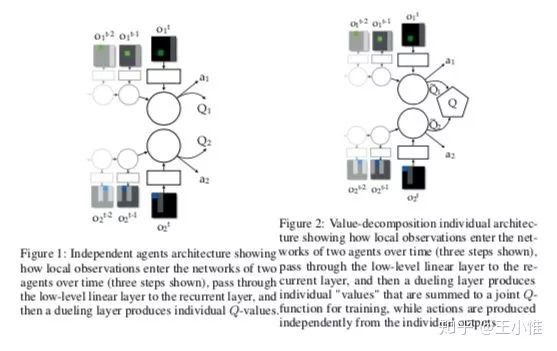 o₁ᵗ⁻² o₁ᵗ⁻¹ o₁ᵗ
a₁
Q₁
Q₂
a₂
o₂ᵗ⁻² o₂ᵗ⁻¹ o₂ᵗ
Figure 1: Independent agents architecture showing
how local observations enter the networks of two
agents over time (three steps shown), pass through
the low-level linear layer to the recurrent layer, and
then a dueling layer produces individual Q-values.
o₁ᵗ⁻² o₁ᵗ⁻¹ o₁ᵗ
a₁
Q̃₁
Q
Q̃₂
a₂
o₂ᵗ⁻² o₂ᵗ⁻¹ o₂ᵗ
Figure 2: Value-decomposition individual architec-
ture showing how local observations enter the net-
works of two agents over time (three steps shown),
pass through the low-level linear layer to the re-
current layer, and then a dueling layer produces
individual "values" that are summed to a joint Q-
function for training, while actions are produced
independently from the individual outputs.
知乎 @王小惟